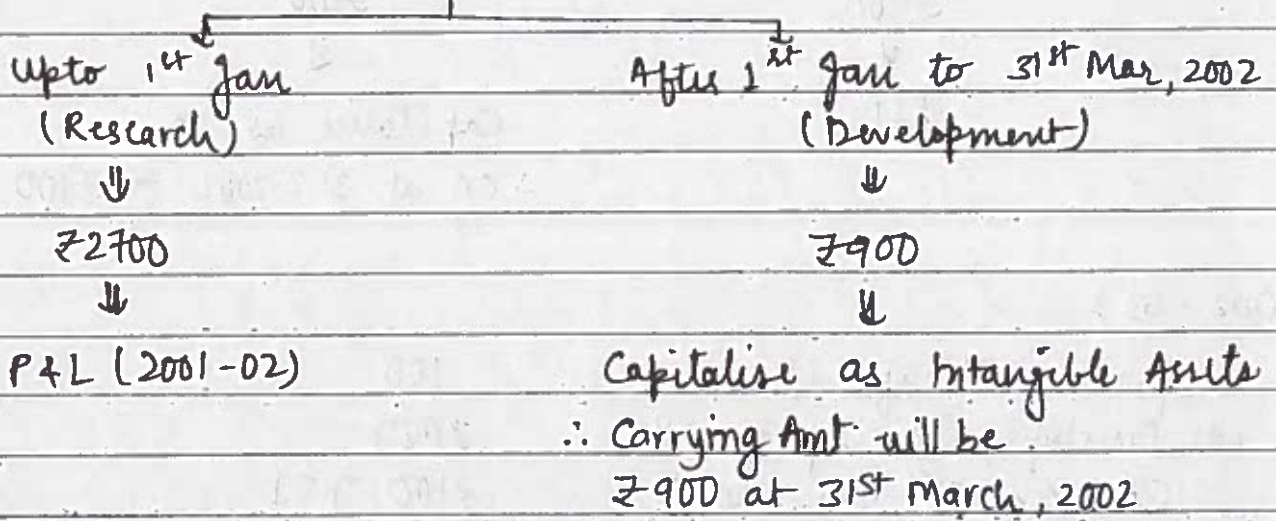 Upto 1st Jan
(Research)
⇓
₹2700
⇓
P & L (2001-02)
After 1st Jan to 31st Mar, 2002
(Development)
⇓
₹900
⇓
Capitalise as Intangible Assets
∴ Carrying Amt will be
₹900 at 31st March, 2002